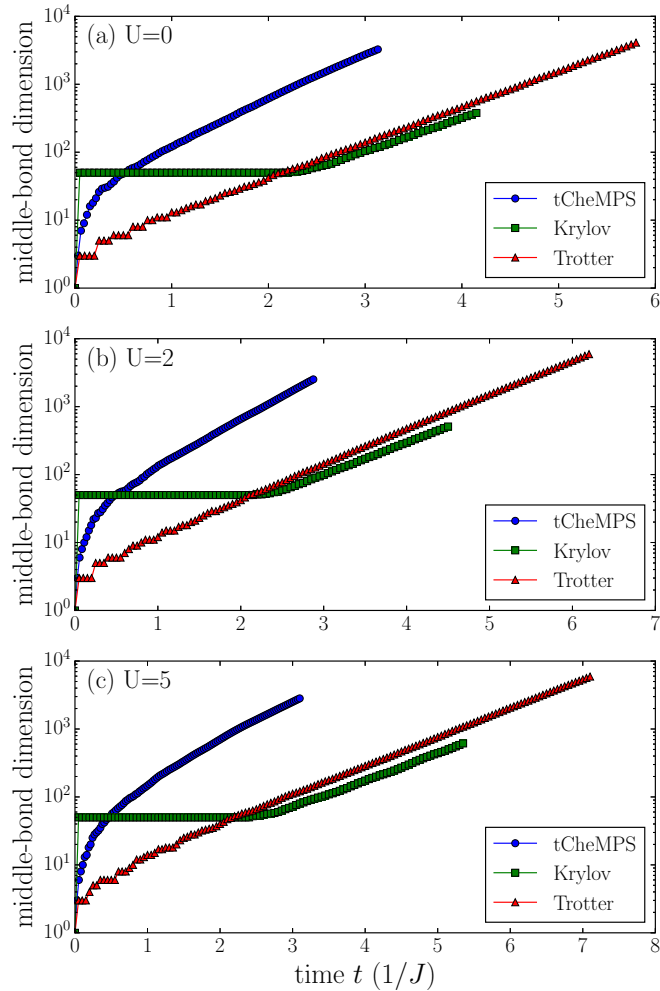 (a) U=0
middle-bond dimension
10^4
10^3
10^2
10^1
10^0
tCheMPS
Krylov
Trotter
0 1 2 3 4 5 6
(b) U=2
middle-bond dimension
10^4
10^3
10^2
10^1
10^0
tCheMPS
Krylov
Trotter
0 1 2 3 4 5 6 7
(c) U=5
middle-bond dimension
10^4
10^3
10^2
10^1
10^0
tCheMPS
Krylov
Trotter
0 1 2 3 4 5 6 7 8
time t (1/J)